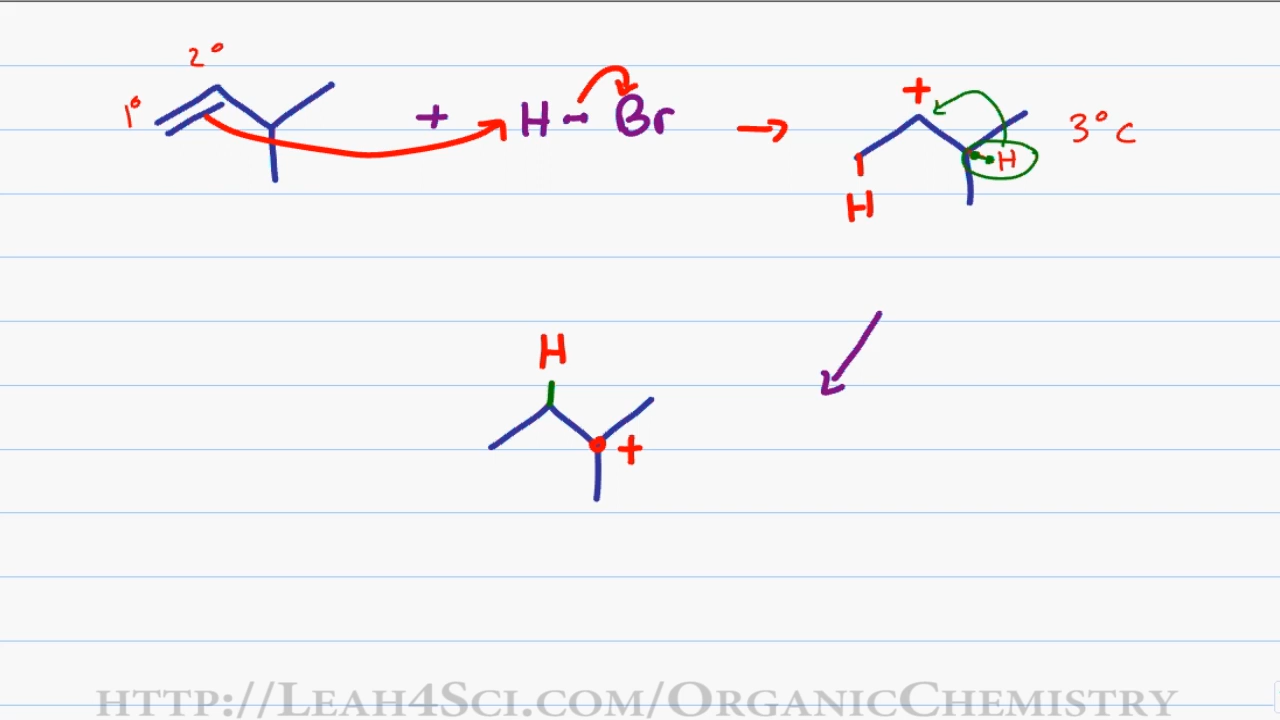 2°
1°
+ H Br → + 3° C
H
H
H
+
HTTP://LEAH4SCI.COM/ORGANICCHEMISTRY